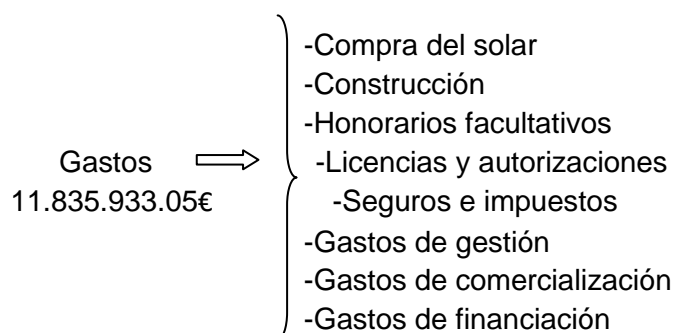 -Compra del solar
-Construcción
-Honorarios facultativos
Gastos
-Licencias y autorizaciones
11.835.933.05€
-Seguros e impuestos
-Gastos de gestión
-Gastos de comercialización
-Gastos de financiación